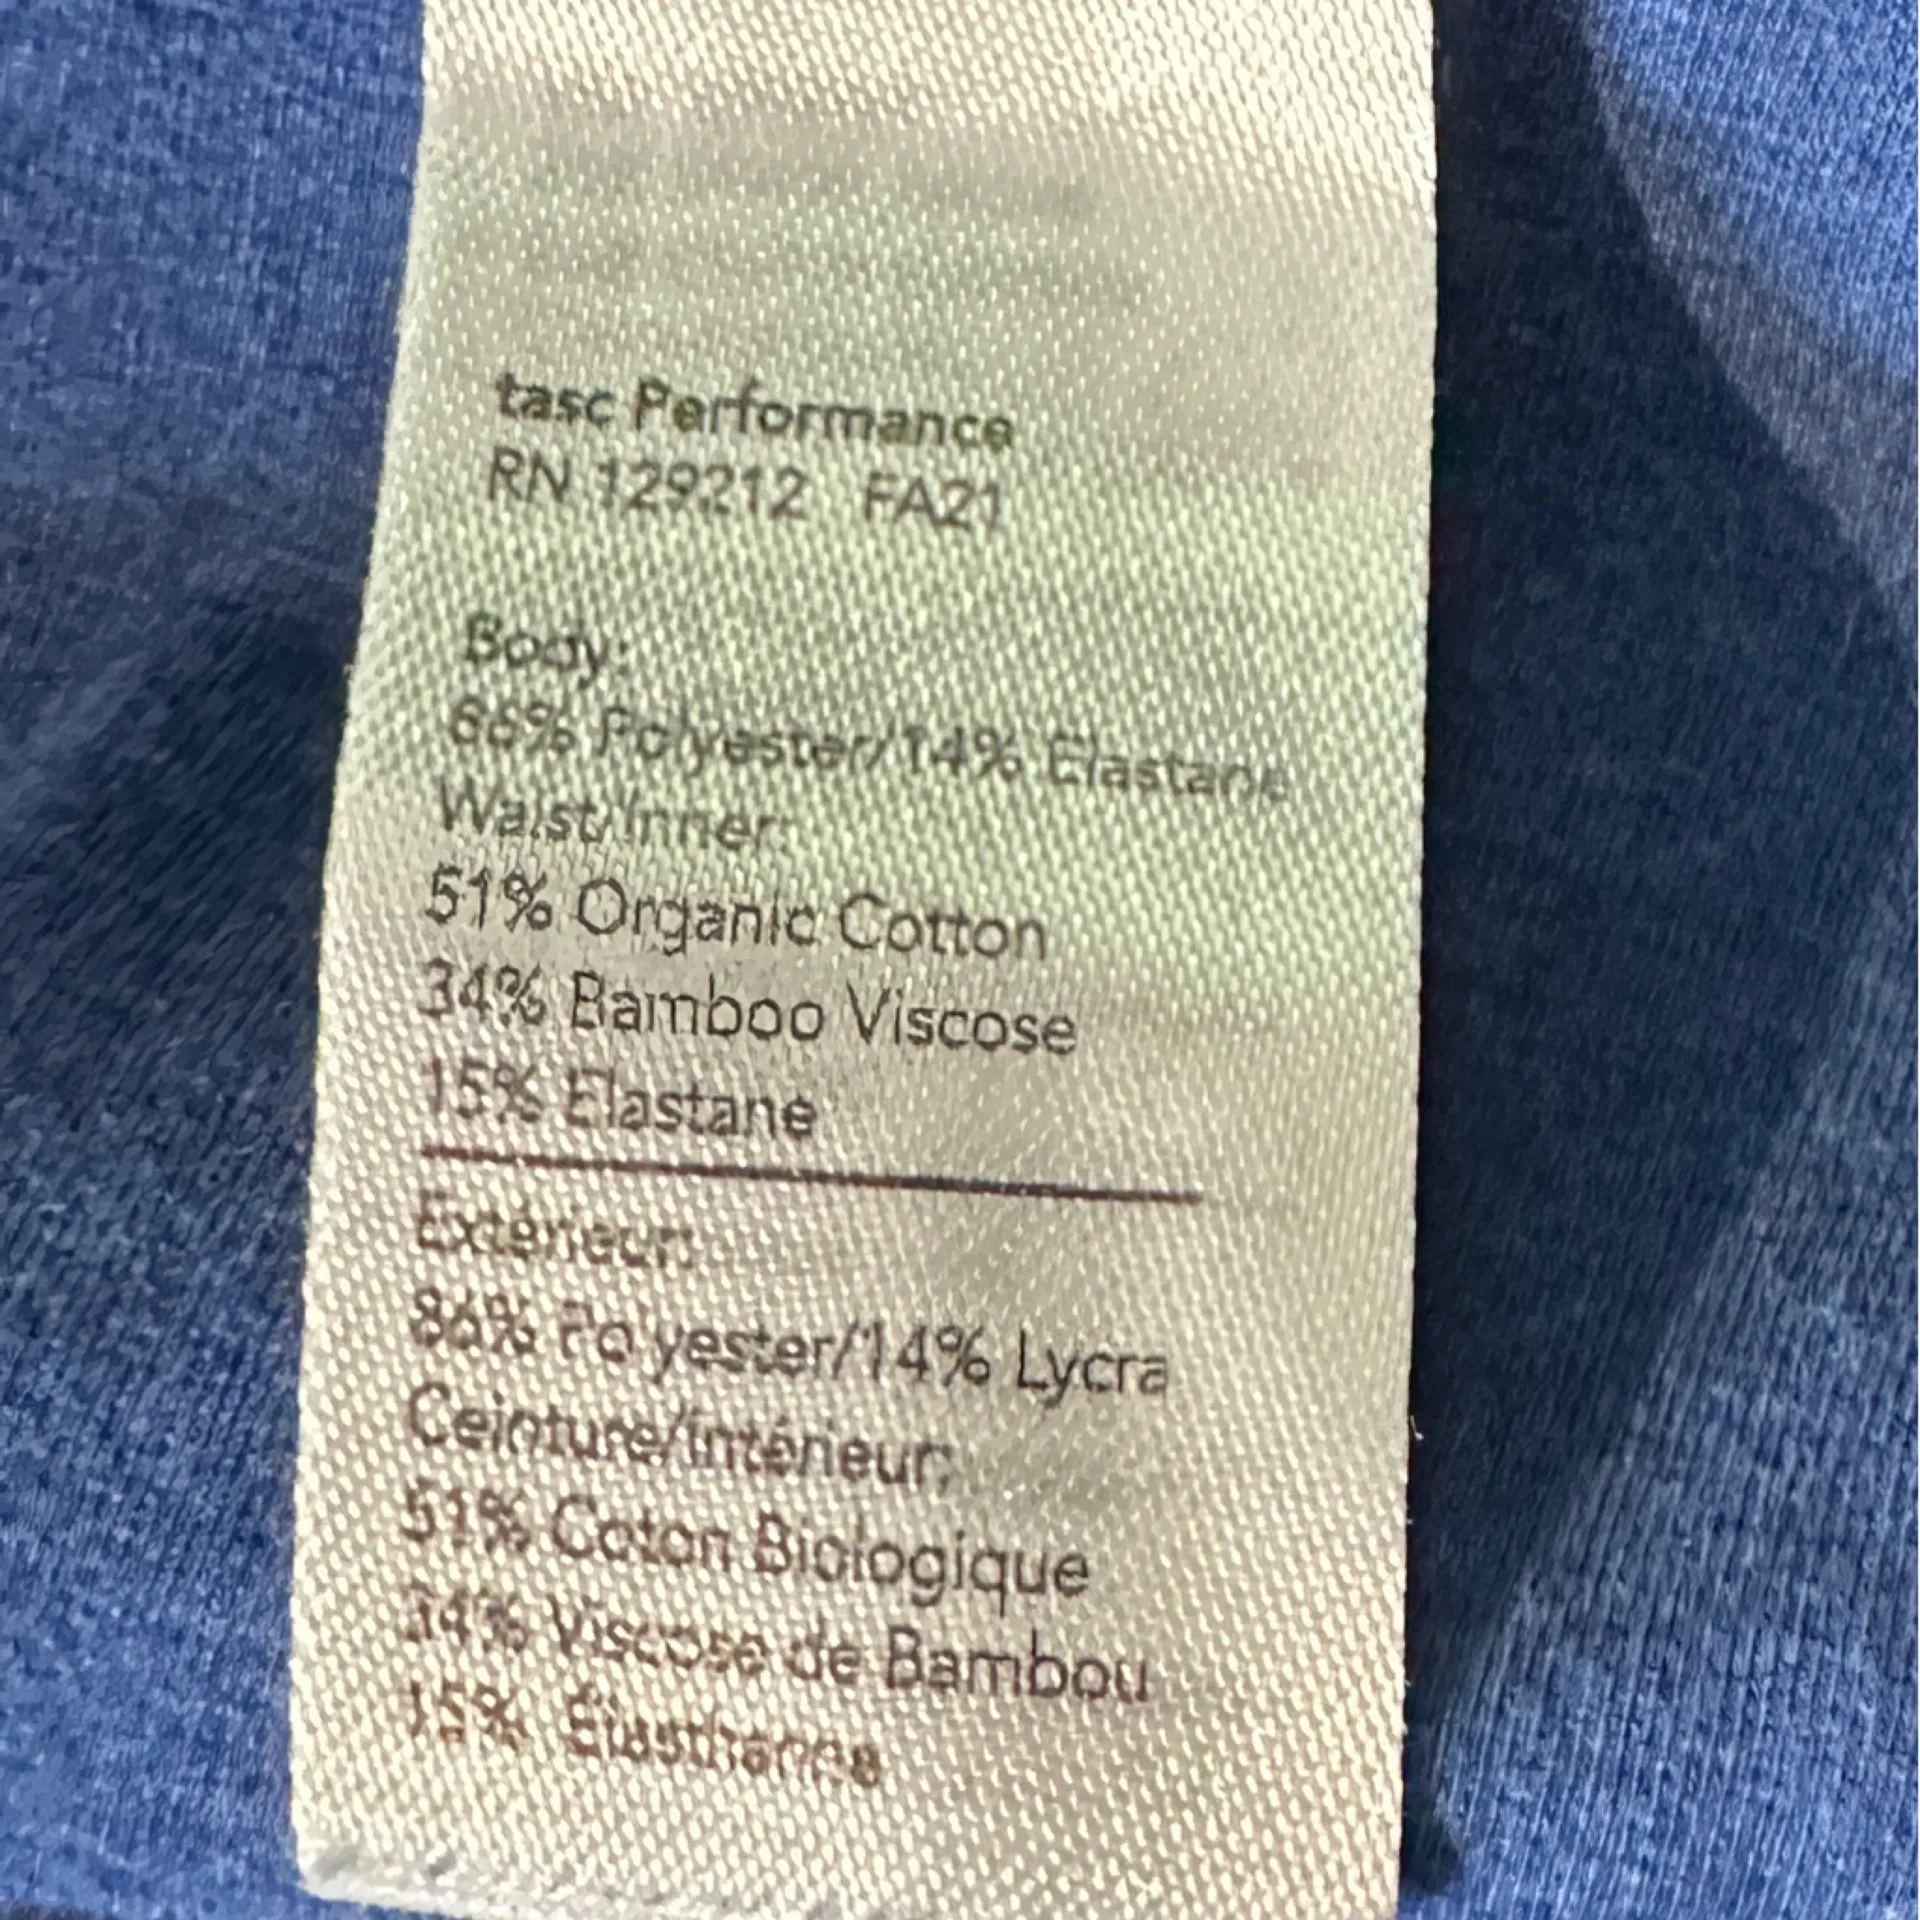 tasc Performance
RN 129212 FA21
Body:
86% Polyester/14% Elastane
Waist/Inner:
51% Organic Cotton
34% Bamboo Viscose
15% Elastane
Extérieur:
86% Polyester/14% Lycra
Ceinture/intérieur:
51% Coton Biologique
34% Viscose de Bambou
15% Élasthanne